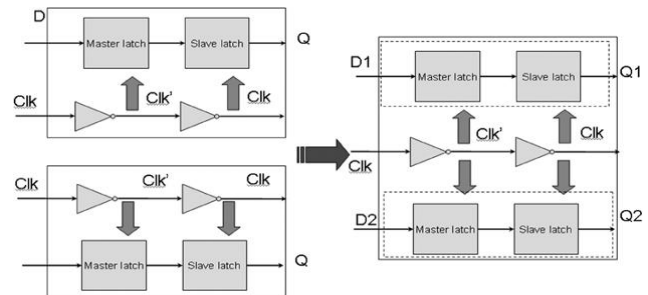 D
Master latch Slave latch Q
Clk Clk' Clk
Clk Clk' Clk
Master latch Slave latch Q
D1 Master latch Slave latch Q1
Clk Clk' Clk
D2 Master latch Slave latch Q2